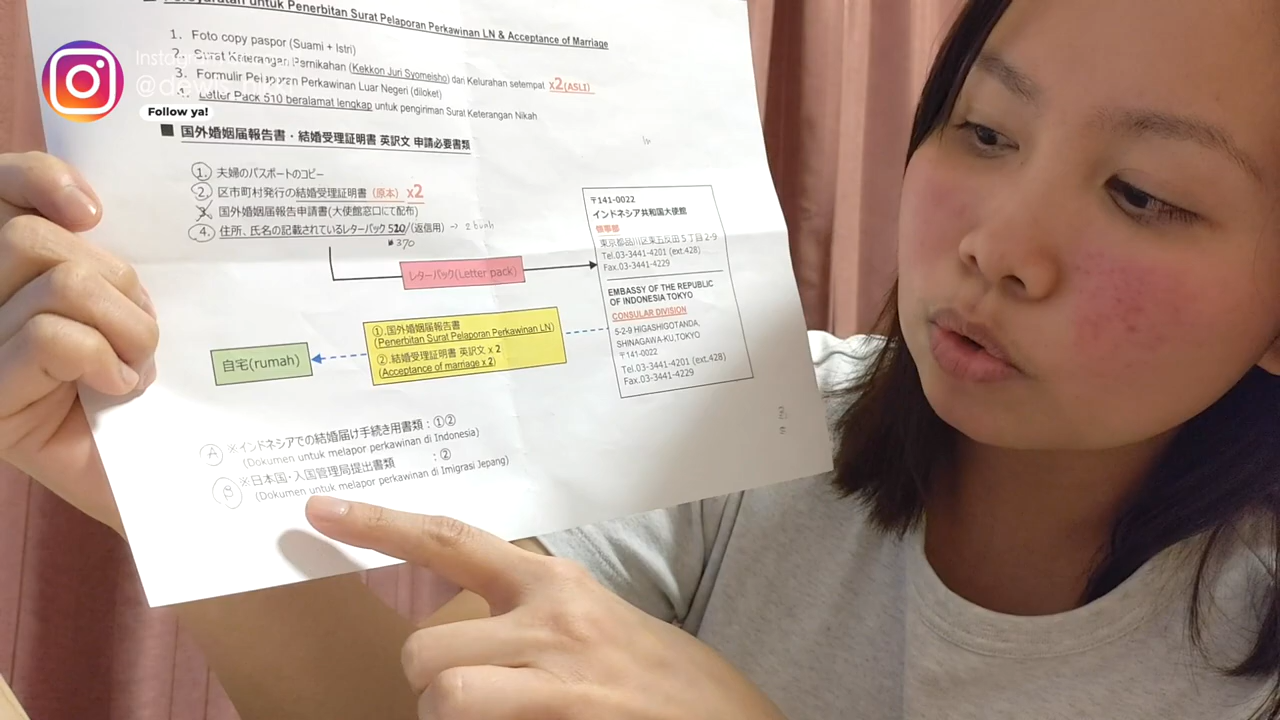 untuk Penerbitan Surat Pelaporan Perkawinan LN & Acceptance of Marriage
1. Foto copy paspor (Suami + Istri)
2. Surat Keterangan Pernikahan (Kekkon Juri Syomeisho) dari Kelurahan setempat x2(ASLI)
3. Formulir Pelaporan Perkawinan Luar Negeri (diloket)
4. Letter Pack 510 beralamat lengkap untuk pengiriman Surat Keterangan Nikah
Instagram
Follow ya!
■ 国外婚姻届報告書・結婚受理証明書 英訳文 申請必要書類
1. 夫婦のパスポートのコピー
2. 区市町村発行の結婚受理証明書(原本) x2
3. 国外婚姻届報告申請書(大使館窓口にて配布)
4. 住所、氏名の記載されているレターパック 510/(返信用) → 2 buah
¥370
レターパック(Letter pack)
〒141-0022
インドネシア共和国大使館
領事部
東京都品川区東五反田5丁目2-9
Tel.03-3441-4201 (ext.428)
Fax.03-3441-4229
EMBASSY OF THE REPUBLIC
OF INDONESIA TOKYO
CONSULAR DIVISION
5-2-9 HIGASHIGOTANDA,
SHINAGAWA-KU,TOKYO
〒141-0022
Tel.03-3441-4201 (ext.428)
Fax.03-3441-4229
①.国外婚姻届報告書
(Penerbitan Surat Pelaporan Perkawinan LN)
②.結婚受理証明書 英訳文 x 2
(Acceptance of marriage x 2)
自宅(rumah)
A ※インドネシアでの結婚届け手続き用書類:①②
(Dokumen untuk melapor perkawinan di Indonesia)
B ※日本国・入国管理局提出書類 :②
(Dokumen untuk melapor perkawinan di Imigrasi Jepang)